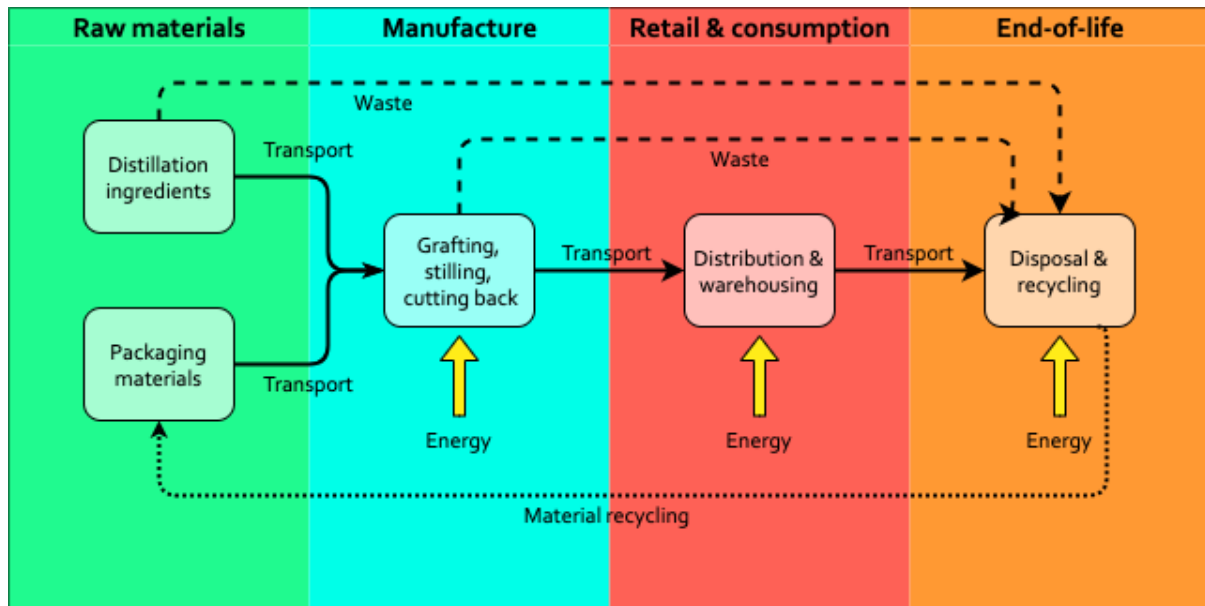 Raw materials
Manufacture
Retail & consumption
End-of-life
Waste
Transport
Waste
Distillation
ingredients
Grafting,
stilling,
cutting back
Transport
Distribution &
warehousing
Transport
Disposal &
recycling
Packaging
materials
Transport
Energy
Energy
Energy
Material recycling